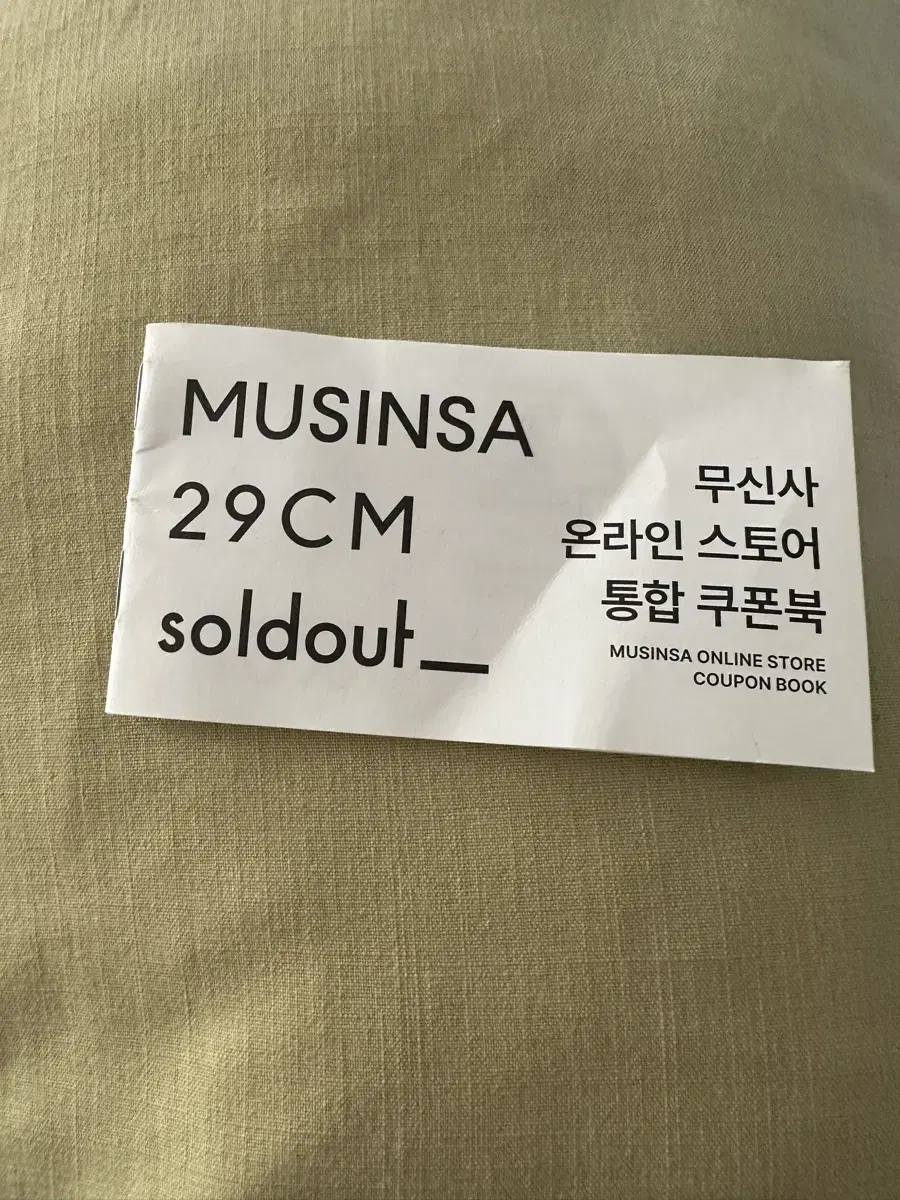 MUSINSA
29CM
soldout_
무신사
온라인 스토어
통합 쿠폰북
MUSINSA ONLINE STORE
COUPON BOOK